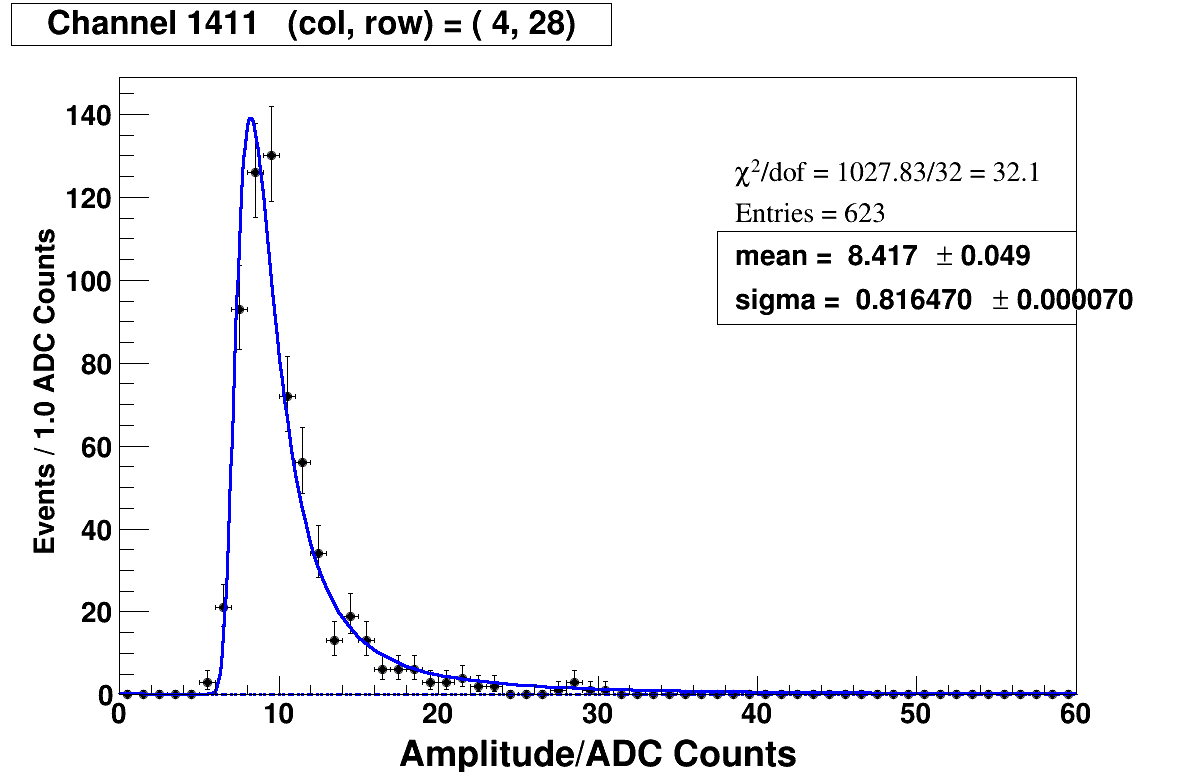 Channel 1411 (col, row) = ( 4, 28)
140
120
100
80
60
40
20
0
Events / 1.0 ADC Counts
χ²/dof = 1027.83/32 = 32.1
Entries = 623
mean = 8.417 ± 0.049
sigma = 0.816470 ± 0.000070
0 10 20 30 40 50 60
Amplitude/ADC Counts